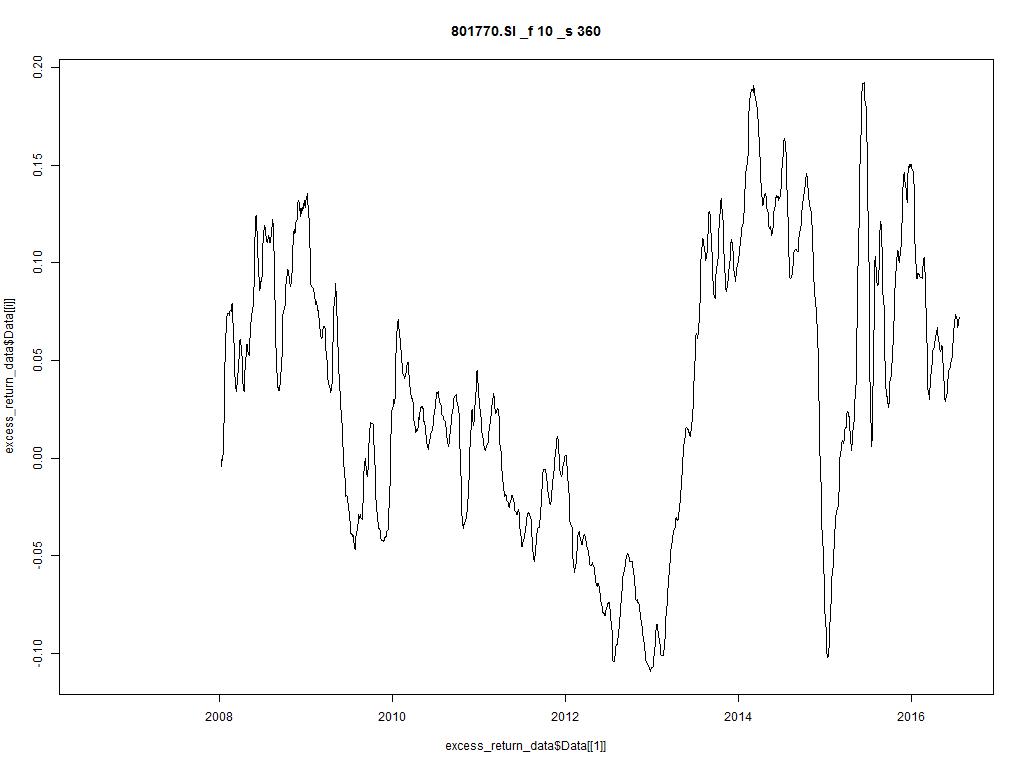 801770.SI _f 10 _s 360
excess_return_data$Data[[i]]
0.20
0.15
0.10
0.05
0.00
-0.05
-0.10
2008 2010 2012 2014 2016
excess_return_data$Data[[1]]